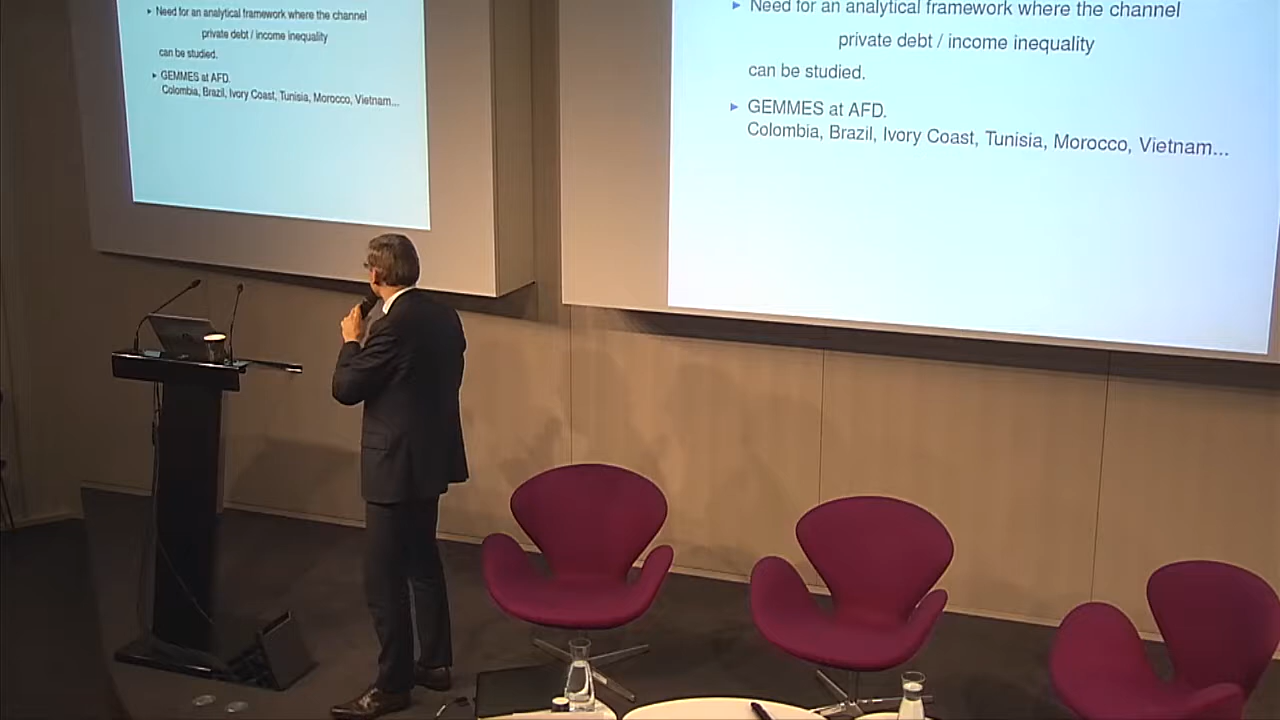 ▸ Need for an analytical framework where the channel
private debt / income inequality
can be studied.
▸ GEMMES at AFD.
Colombia, Brazil, Ivory Coast, Tunisia, Morocco, Vietnam...
▸ Need for an analytical framework where the channel
private debt / income inequality
can be studied.
▸ GEMMES at AFD.
Colombia, Brazil, Ivory Coast, Tunisia, Morocco, Vietnam...